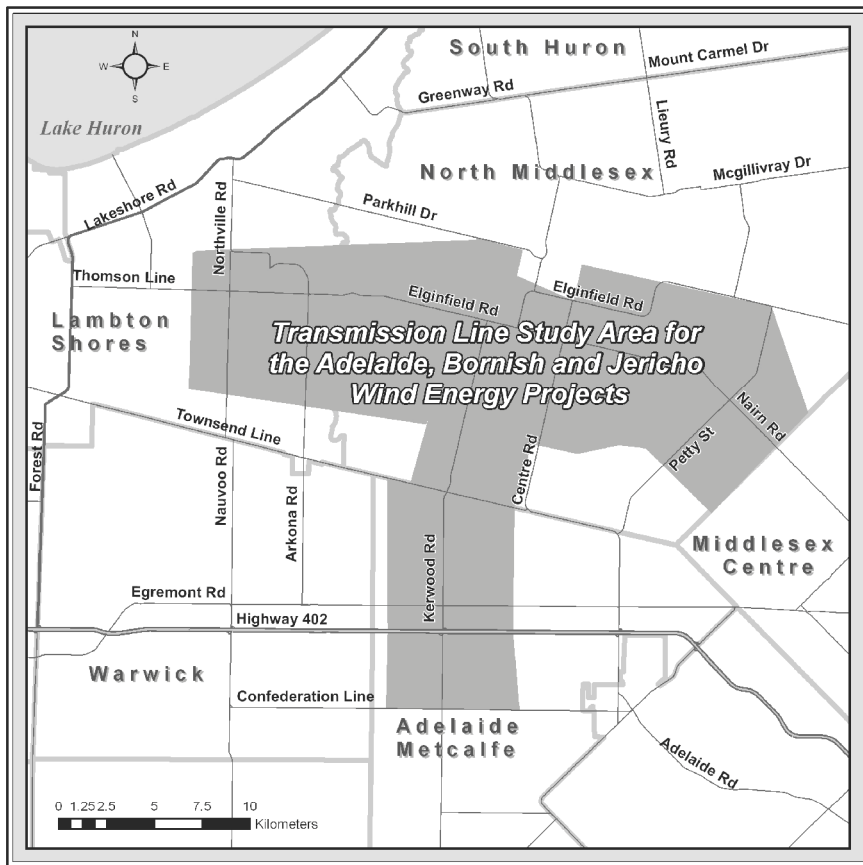 N
W E
S
South Huron
Mount Carmel Dr
Greenway Rd
Lieury Rd
Lake Huron
North Middlesex
Mcgillivray Dr
Lakeshore Rd
Northville Rd
Parkhill Dr
Thomson Line
Elginfield Rd
Elginfield Rd
Lambton
Shores
Transmission Line Study Area for
the Adelaide, Bornish and Jericho
Wind Energy Projects
Townsend Line
Nairn Rd
Petty St
Centre Rd
Forest Rd
Nauvoo Rd
Arkona Rd
Kerwood Rd
Middlesex
Centre
Egremont Rd
Highway 402
Warwick
Confederation Line
Adelaide
Metcalfe
Adelaide Rd
0 1.25 2.5 5 7.5 10
Kilometers